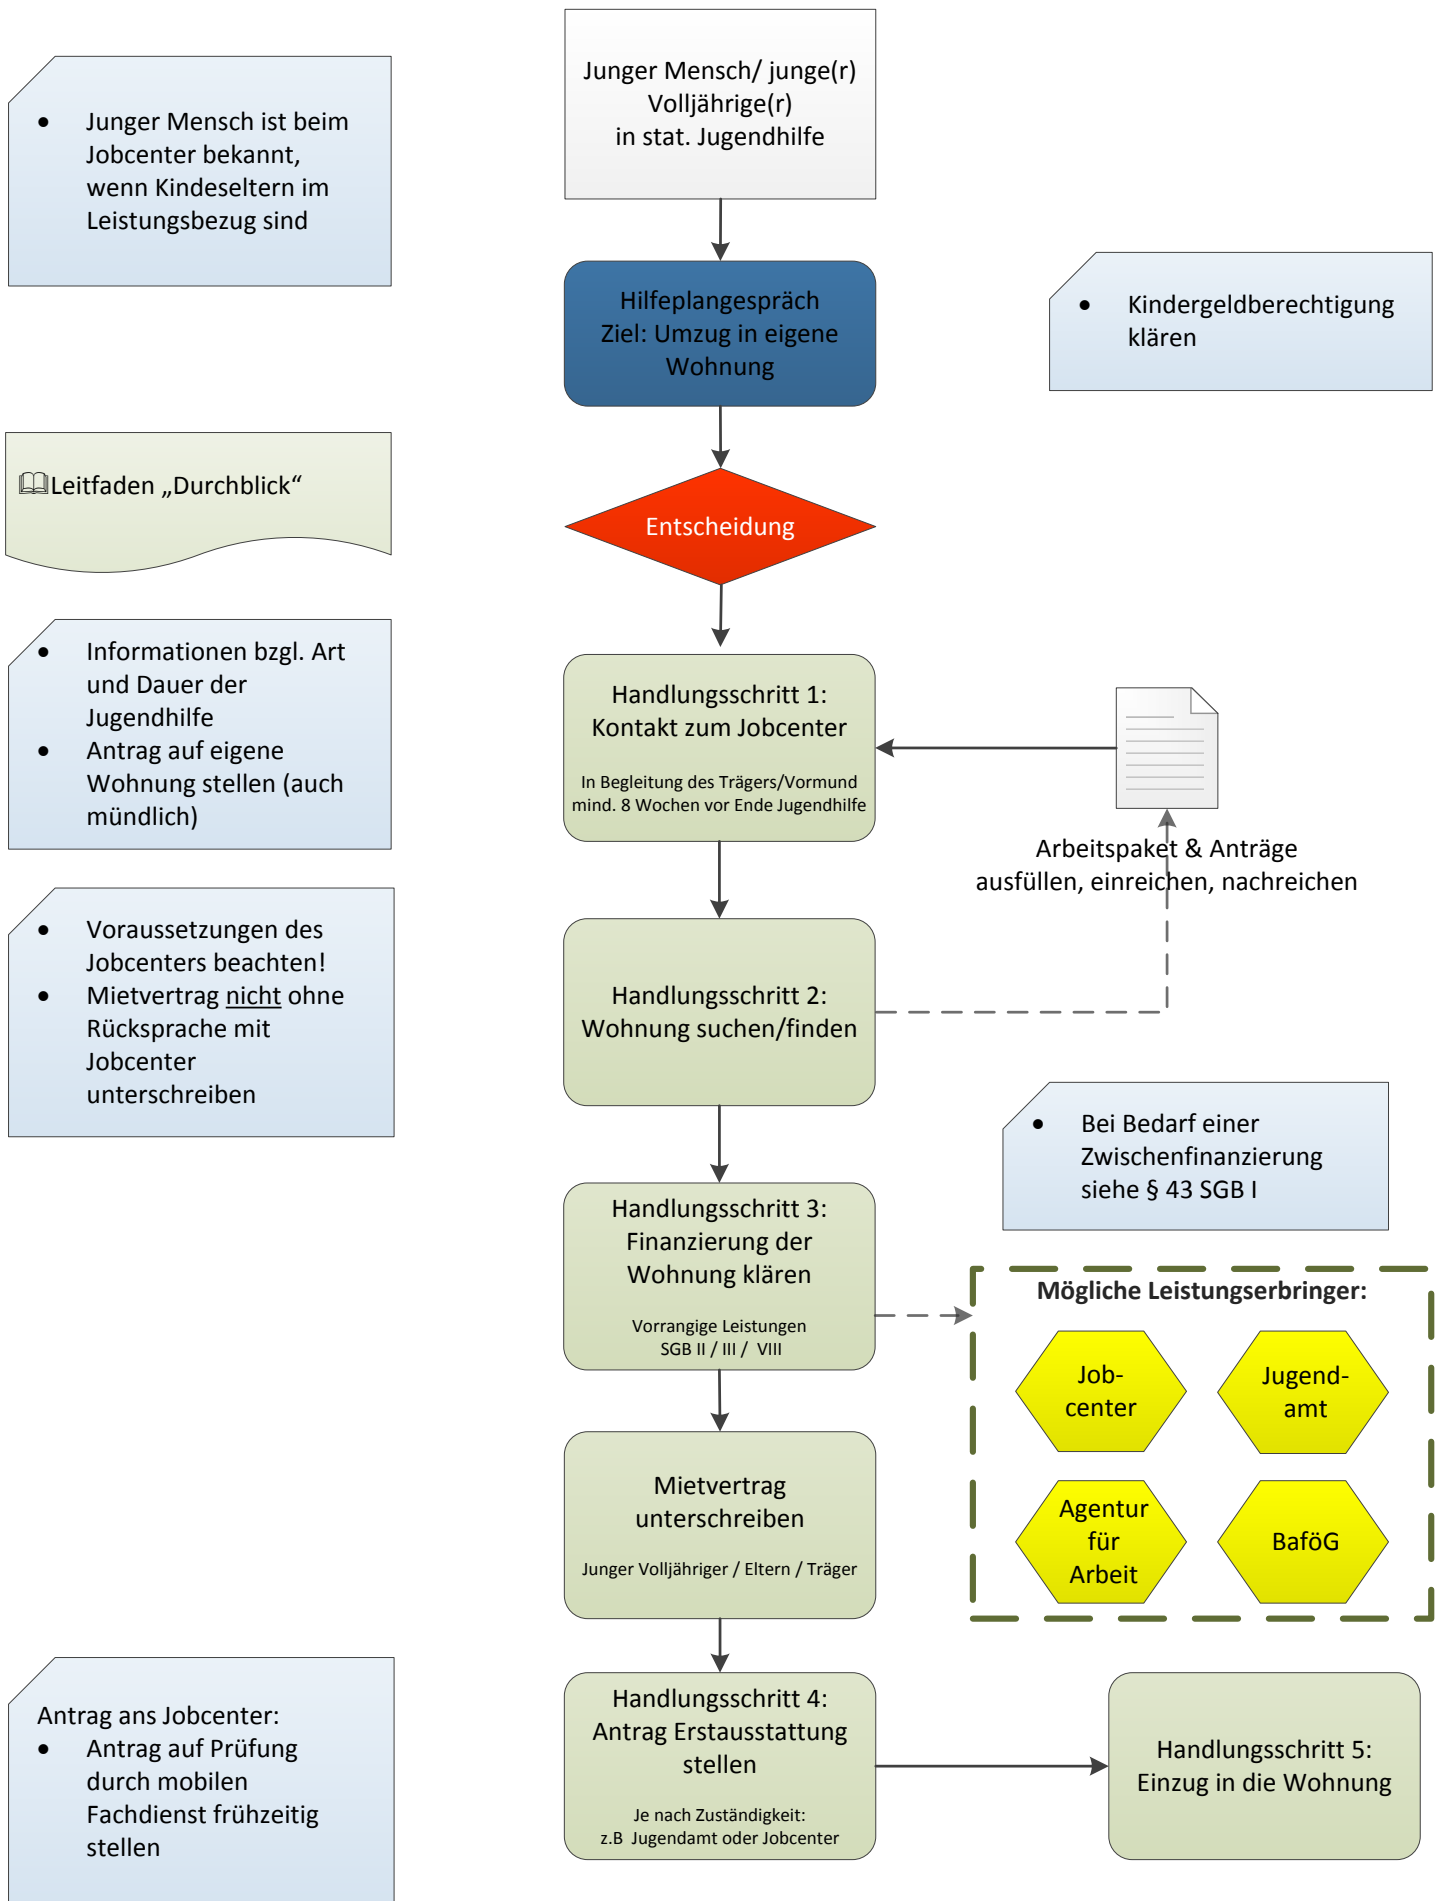 Junger Mensch/ junge(r)
Volljährige(r)
in stat. Jugendhilfe
• Junger Mensch ist beim
Jobcenter bekannt,
wenn Kindeseltern im
Leistungsbezug sind
Hilfeplangespräch
Ziel: Umzug in eigene
Wohnung
• Kindergeldberechtigung
klären
Leitfaden „Durchblick“
Entscheidung
• Informationen bzgl. Art
und Dauer der
Jugendhilfe
• Antrag auf eigene
Wohnung stellen (auch
mündlich)
Handlungsschritt 1:
Kontakt zum Jobcenter
In Begleitung des Trägers/Vormund
mind. 8 Wochen vor Ende Jugendhilfe
Arbeitspaket & Anträge
ausfüllen, einreichen, nachreichen
• Voraussetzungen des
Jobcenters beachten!
• Mietvertrag nicht ohne
Rücksprache mit
Jobcenter
unterschreiben
Handlungsschritt 2:
Wohnung suchen/finden
• Bei Bedarf einer
Zwischenfinanzierung
siehe § 43 SGB I
Handlungsschritt 3:
Finanzierung der
Wohnung klären
Vorrangige Leistungen
SGB II / III /  VIII
Mögliche Leistungserbringer:
Job-
center
Jugend-
amt
Agentur
für
Arbeit
BaföG
Mietvertrag
unterschreiben
Junger Volljähriger / Eltern / Träger
Antrag ans Jobcenter:
• Antrag auf Prüfung
durch mobilen
Fachdienst frühzeitig
stellen
Handlungsschritt 4:
Antrag Erstausstattung
stellen
Je nach Zuständigkeit:
z.B  Jugendamt oder Jobcenter
Handlungsschritt 5:
Einzug in die Wohnung